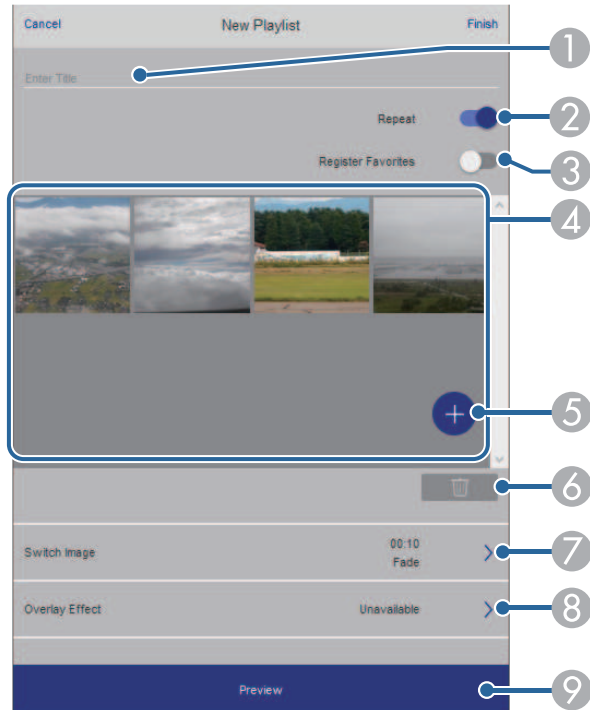 Cancel New Playlist Finish
1
Enter Title
Repeat
2
Register Favorites
3
4
+
5
6
00:10
Switch Image
7
Fade
Overlay Effect Unavailable
8
Preview
9